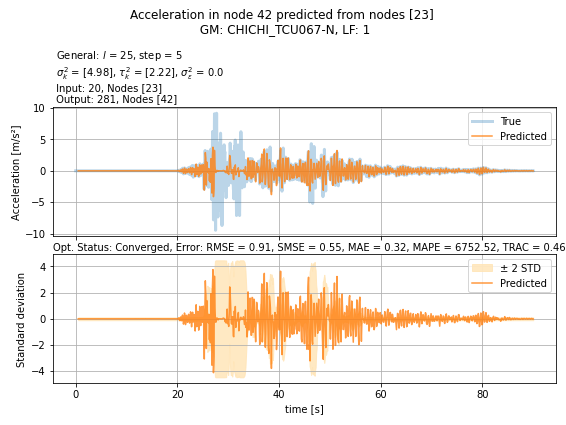 Acceleration in node 42 predicted from nodes [23]
GM: CHICHI_TCU067-N, LF: 1
General: l = 25, step = 5
σ²ₖ = [4.98], τ²ₖ = [2.22], σ²ε = 0.0
Input: 20, Nodes [23]
Output: 281, Nodes [42]
Acceleration [m/s²]
10
5
0
−5
−10
True
Predicted
Opt. Status: Converged, Error: RMSE = 0.91, SMSE = 0.55, MAE = 0.32, MAPE = 6752.52, TRAC = 0.46
Standard deviation
4
2
0
−2
−4
± 2 STD
Predicted
0 20 40 60 80
time [s]